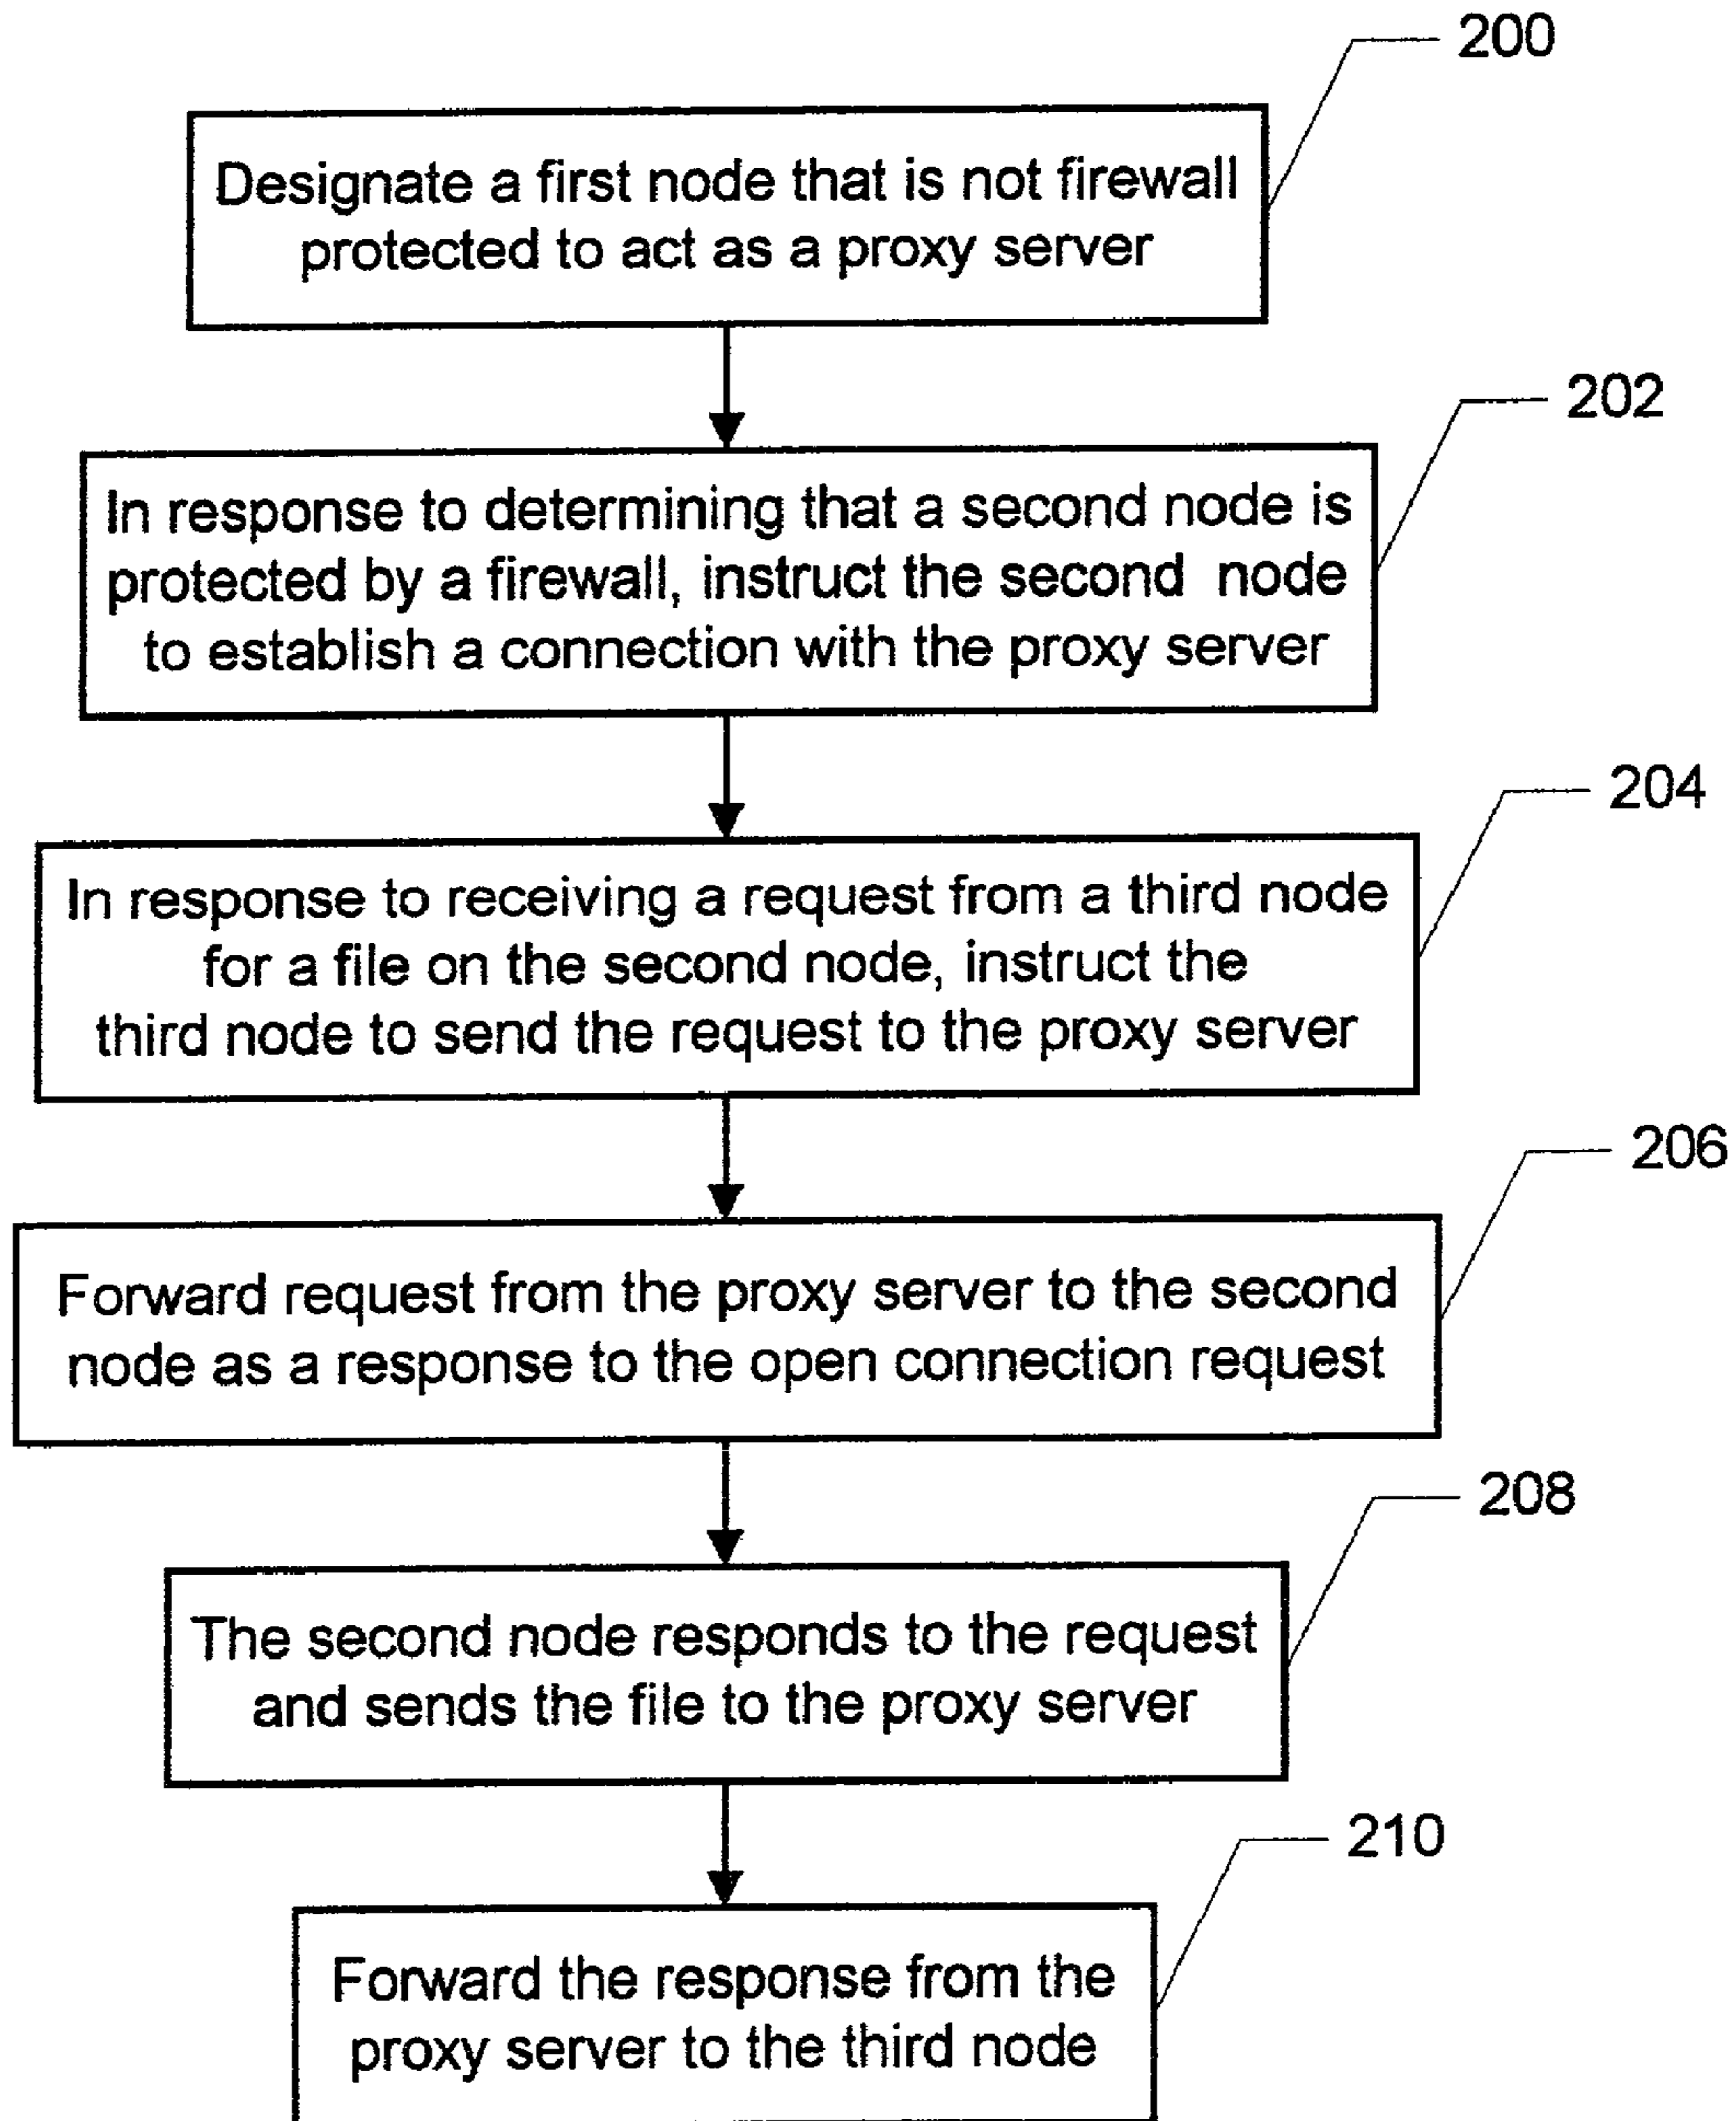 200
Designate a first node that is not firewall
protected to act as a proxy server
202
In response to determining that a second node is
protected by a firewall, instruct the second node
to establish a connection with the proxy server
204
In response to receiving a request from a third node
for a file on the second node, instruct the
third node to send the request to the proxy server
206
Forward request from the proxy server to the second
node as a response to the open connection request
208
The second node responds to the request
and sends the file to the proxy server
210
Forward the response from the
proxy server to the third node